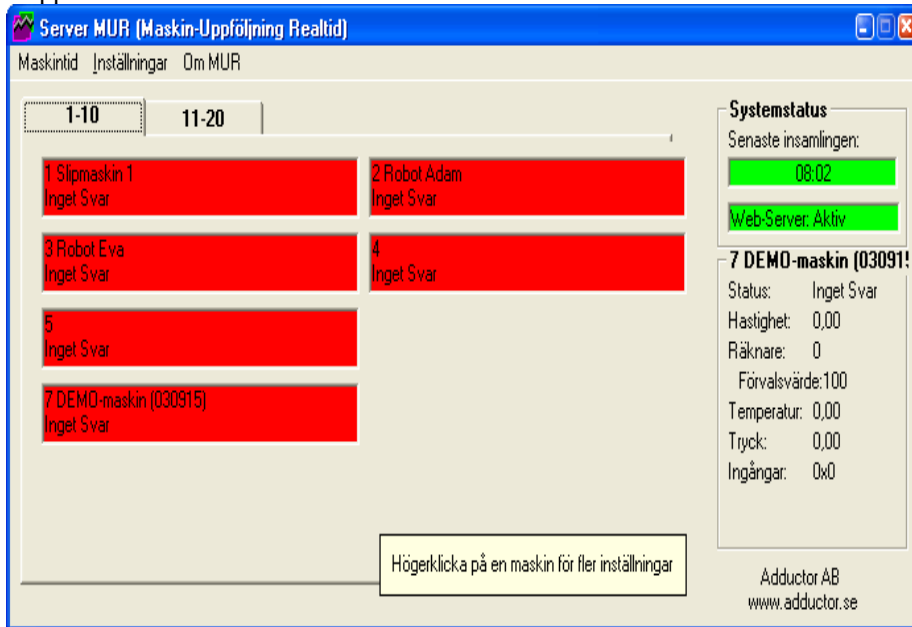 Server MUR (Maskin-Uppföljning Realtid)
Maskintid Inställningar Om MUR
1-10
11-20
1 Slipmaskin 1
Inget Svar
2 Robot Adam
Inget Svar
3 Robot Eva
Inget Svar
4
Inget Svar
5
Inget Svar
7 DEMO-maskin (030915)
Inget Svar
Högerklicka på en maskin för fler inställningar
Systemstatus
Senaste insamlingen:
08:02
Web-Server: Aktiv
7 DEMO-maskin (030915
Status: Inget Svar
Hastighet: 0,00
Räknare: 0
Förvalsvärde:100
Temperatur: 0,00
Tryck: 0,00
Ingångar: 0x0
Adductor AB
www.adductor.se